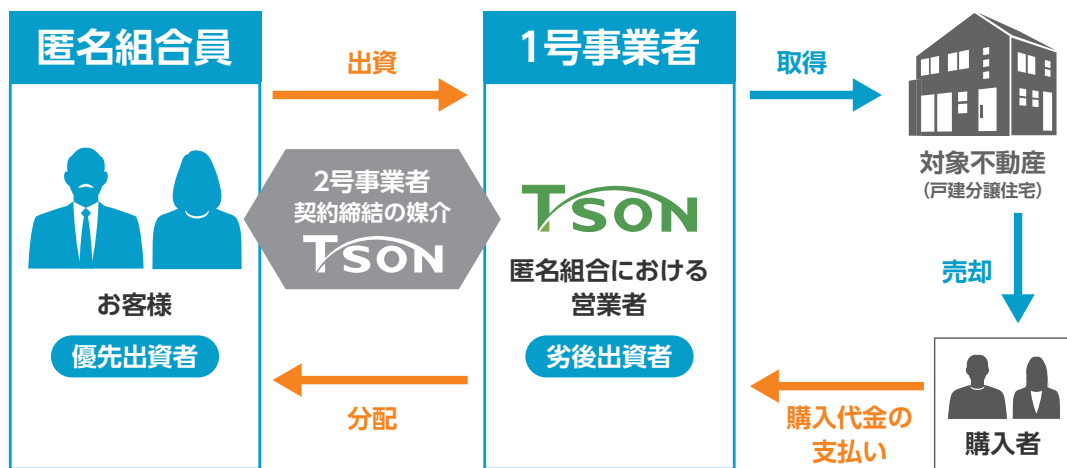 匿名組合員
出資
1号事業者
取得
対象不動産
(戸建分譲住宅)
2号事業者
契約締結の媒介
TSON
TSON
匿名組合における
営業者
お客様
優先出資者
劣後出資者
売却
分配
購入代金の
支払い
購入者